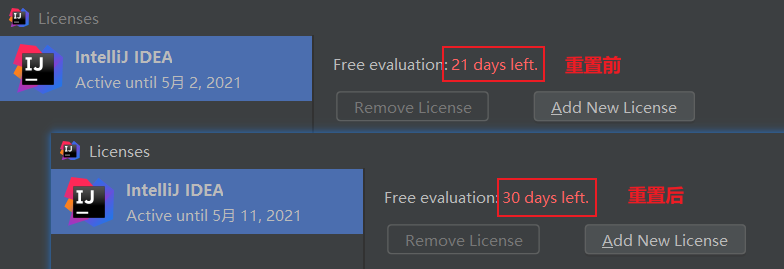 Licenses
IntelliJ IDEA
Active until 5月 2, 2021
Free evaluation: 21 days left.
重置前
Remove License
Add New License
Licenses
IntelliJ IDEA
Active until 5月 11, 2021
Free evaluation: 30 days left.
重置后
Remove License
Add New License